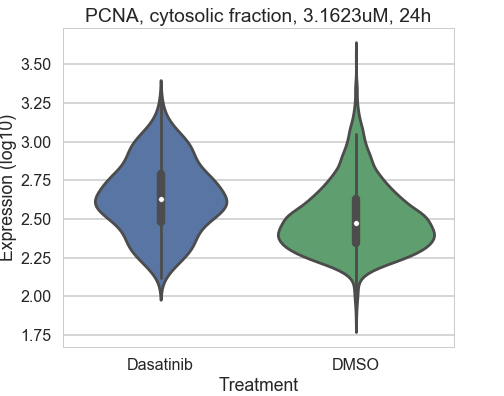 PCNA, cytosolic fraction, 3.1623uM, 24h
Expression (log10)
3.50
3.25
3.00
2.75
2.50
2.25
2.00
1.75
Dasatinib
DMSO
Treatment